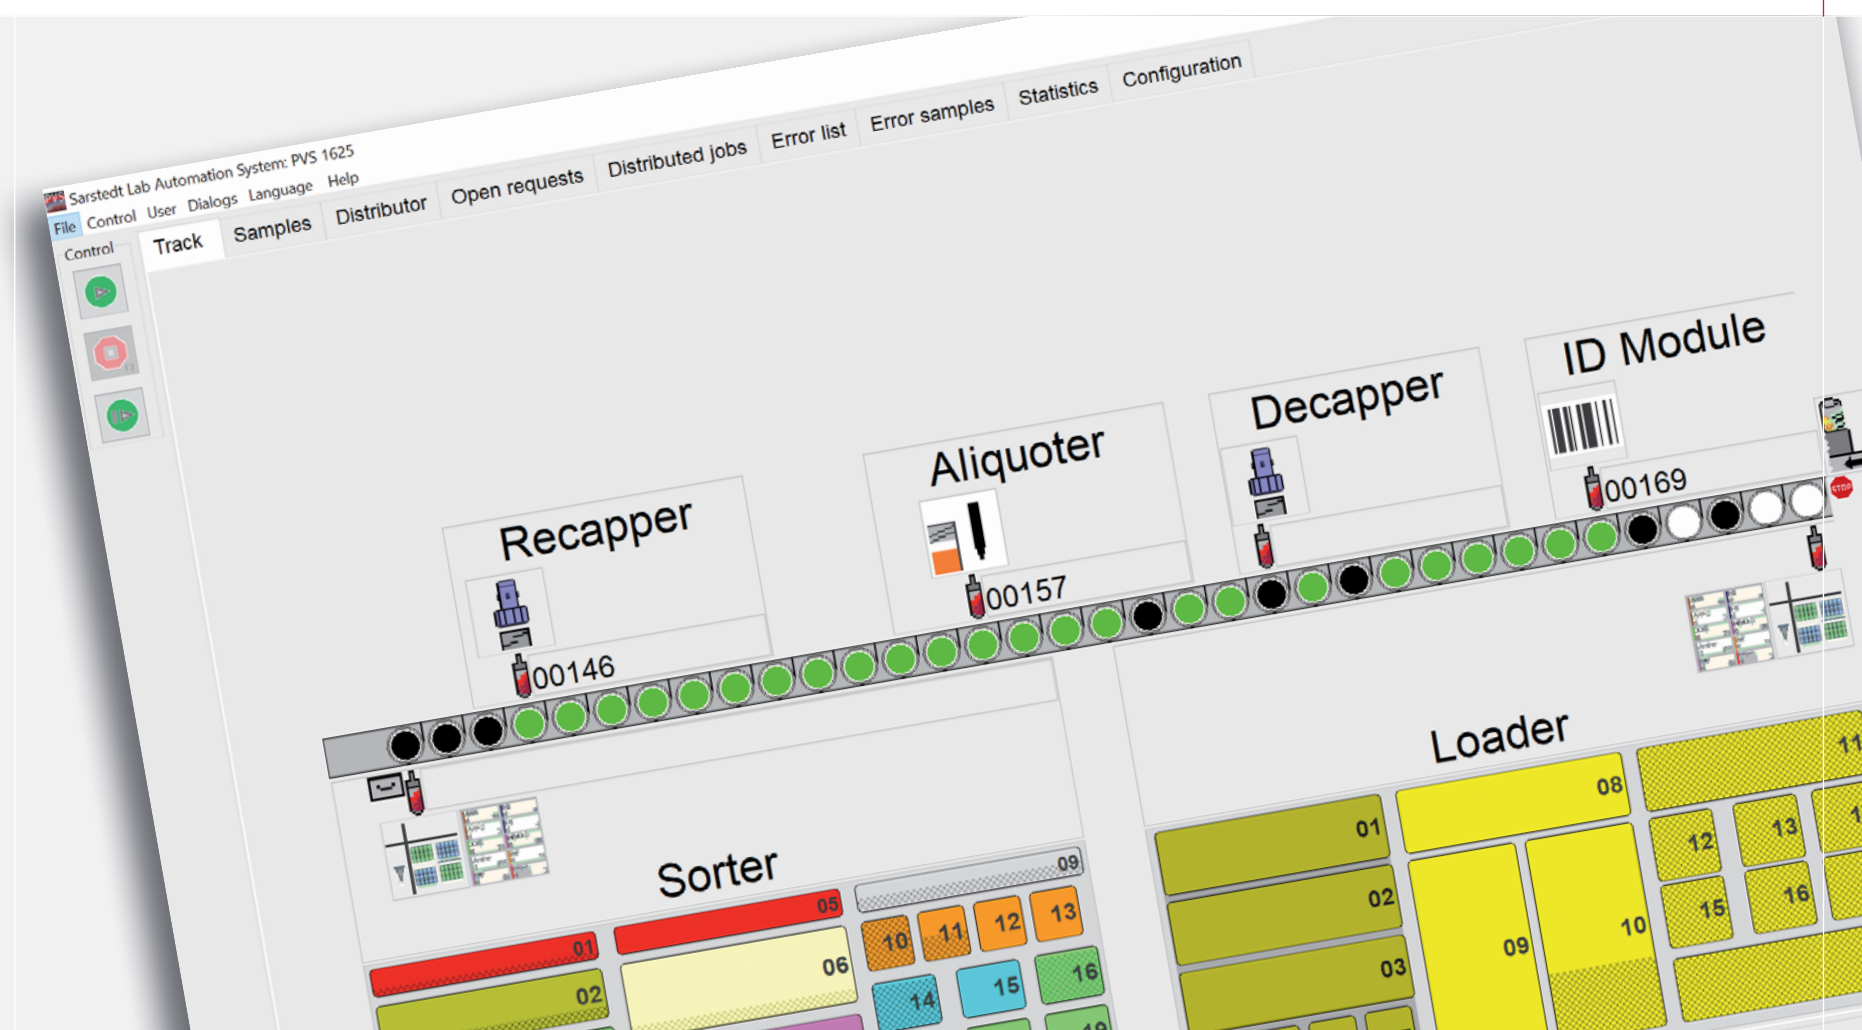 Sarstedt Lab Automation System: PVS 1625
File Control User Dialogs Language Help
Control
Track Samples Distributor Open requests Distributed jobs Error list Error samples Statistics Configuration
ID Module
00169
Decapper
Aliquoter
00157
Recapper
00146
STOP
Loader
01 08 11
02 09 10 12 13
03 15 16
Sorter
01 05 09
02 06 10 11 12 13
14 15 16
19